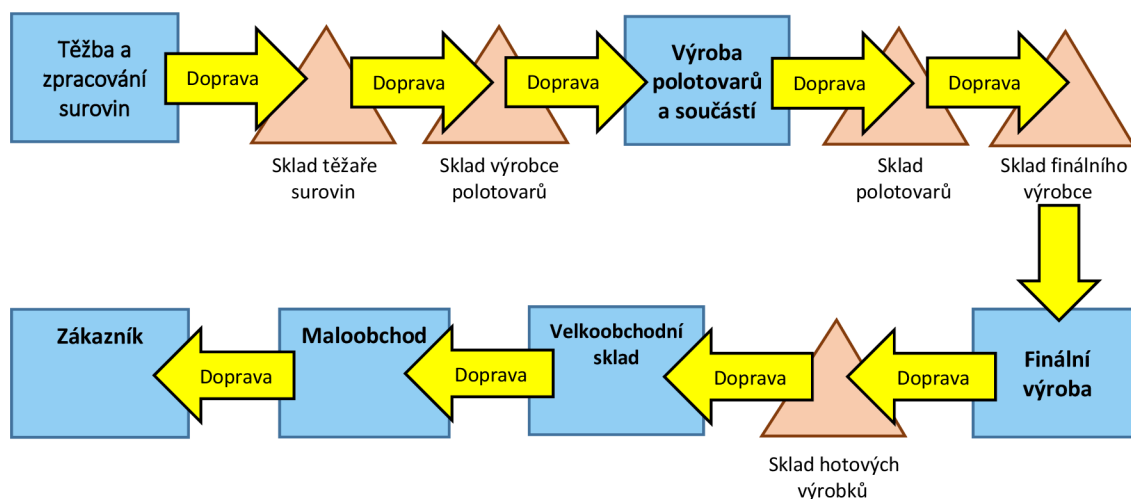 Těžba a
zpracování
surovin
Doprava
Doprava
Doprava
Výroba
polotovarů
a součástí
Doprava
Doprava
Sklad těžaře
surovin
Sklad výrobce
polotovarů
Sklad
polotovarů
Sklad finálního
výrobce
Zákazník
Doprava
Maloobchod
Doprava
Velkoobchodní
sklad
Doprava
Doprava
Finální
výroba
Sklad hotových
výrobků